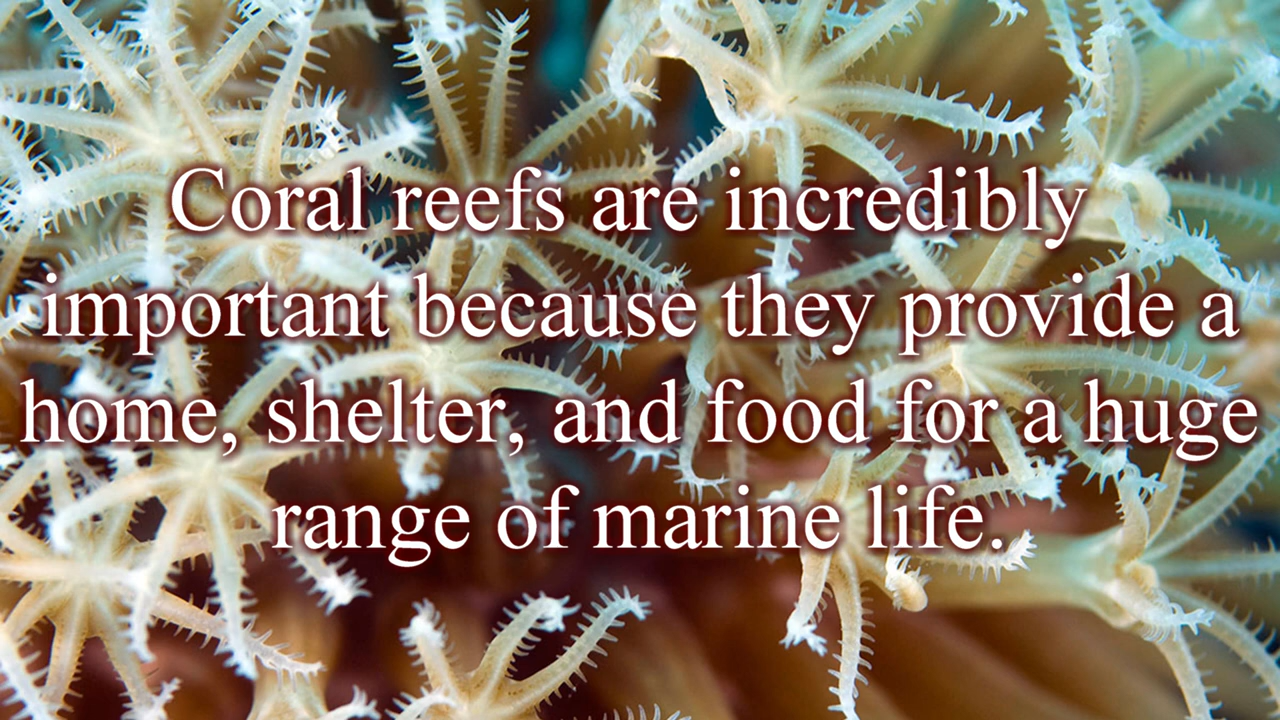 Coral reefs are incredibly
important because they provide a
home, shelter, and food for a huge
range of marine life.